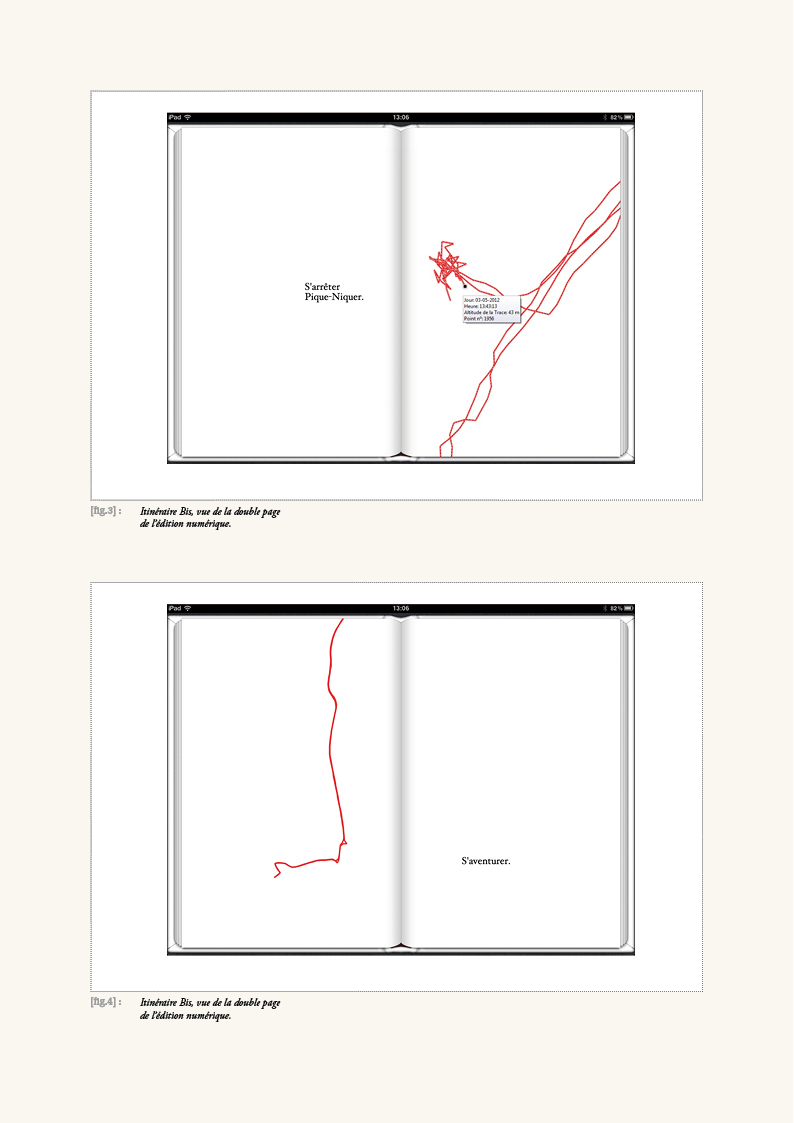 iPad 13:06 82%
S'arrêter
Pique-Niquer.
Jour: 03-05-2012
Heure: 13:43:13
Altitude de la Trace: 43 m
Point n°: 1956
[fig.3] : Itinéraire Bis, vue de la double page
de l'édition numérique.
iPad 13:06 82%
S'aventurer.
[fig.4] : Itinéraire Bis, vue de la double page
de l'édition numérique.